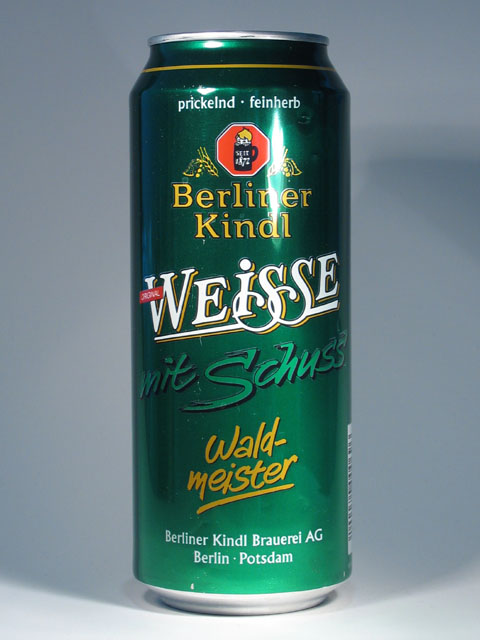 prickelnd · feinherb
SEIT
1872
Berliner
Kindl
ORIGINAL
WEISSE
mit Schuss
Wald-
meister
Berliner Kindl Brauerei AG
Berlin · Potsdam